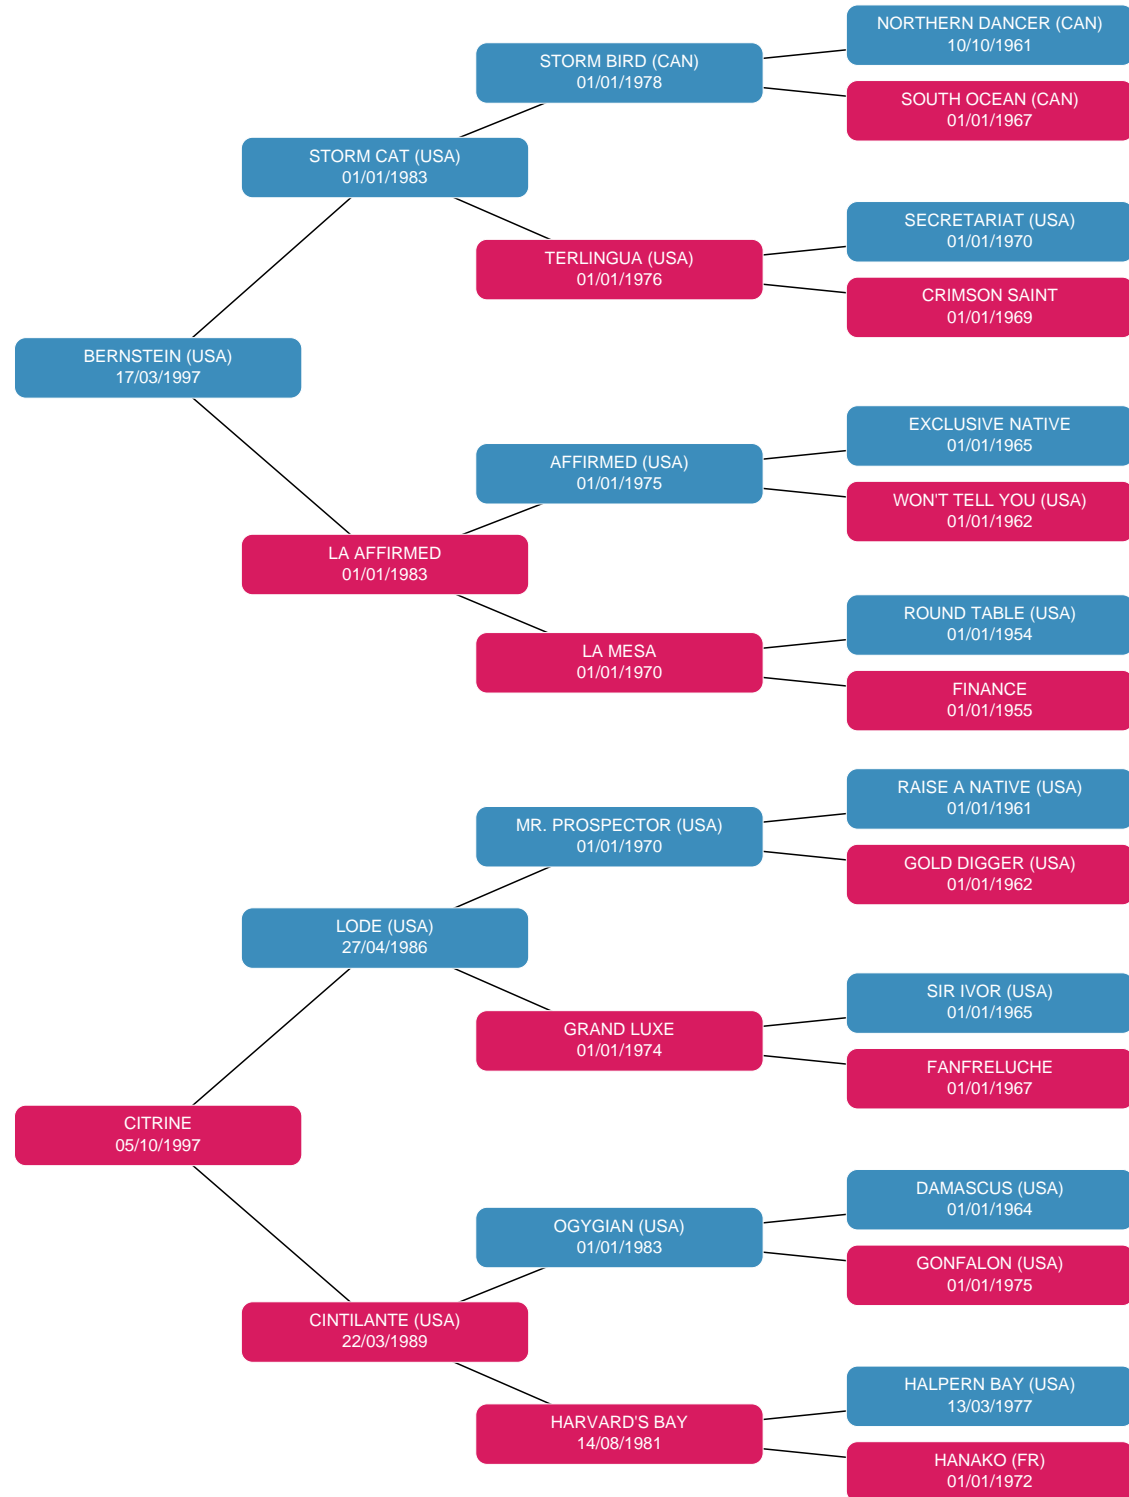 NORTHERN DANCER (CAN)
10/10/1961
STORM BIRD (CAN)
01/01/1978
SOUTH OCEAN (CAN)
01/01/1967
STORM CAT (USA)
01/01/1983
SECRETARIAT (USA)
01/01/1970
TERLINGUA (USA)
01/01/1976
CRIMSON SAINT
01/01/1969
BERNSTEIN (USA)
17/03/1997
EXCLUSIVE NATIVE
01/01/1965
AFFIRMED (USA)
01/01/1975
WON'T TELL YOU (USA)
01/01/1962
LA AFFIRMED
01/01/1983
ROUND TABLE (USA)
01/01/1954
LA MESA
01/01/1970
FINANCE
01/01/1955
RAISE A NATIVE (USA)
01/01/1961
MR. PROSPECTOR (USA)
01/01/1970
GOLD DIGGER (USA)
01/01/1962
LODE (USA)
27/04/1986
SIR IVOR (USA)
01/01/1965
GRAND LUXE
01/01/1974
FANFRELUCHE
01/01/1967
CITRINE
05/10/1997
DAMASCUS (USA)
01/01/1964
OGYGIAN (USA)
01/01/1983
GONFALON (USA)
01/01/1975
CINTILANTE (USA)
22/03/1989
HALPERN BAY (USA)
13/03/1977
HARVARD'S BAY
14/08/1981
HANAKO (FR)
01/01/1972